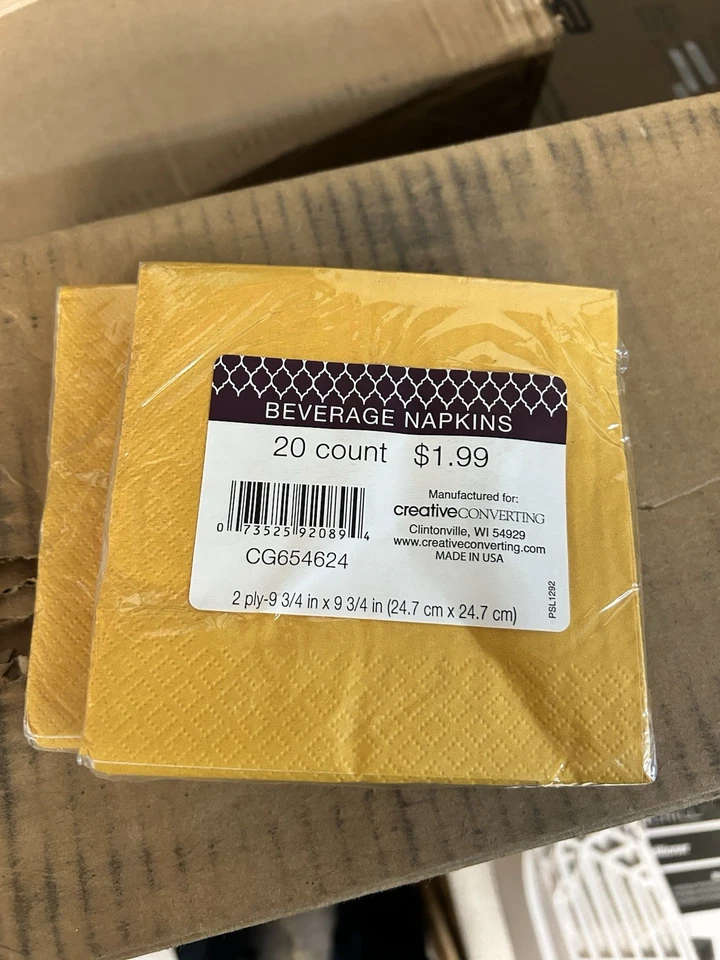 BEVERAGE NAPKINS
20 count $1.99
0 73525 92089 4
CG654624
Manufactured for:
creativeCONVERTING
Clintonville, WI 54929
www.creativeconverting.com
MADE IN USA
2 ply-9 3/4 in x 9 3/4 in (24.7 cm x 24.7 cm)
PSL1292